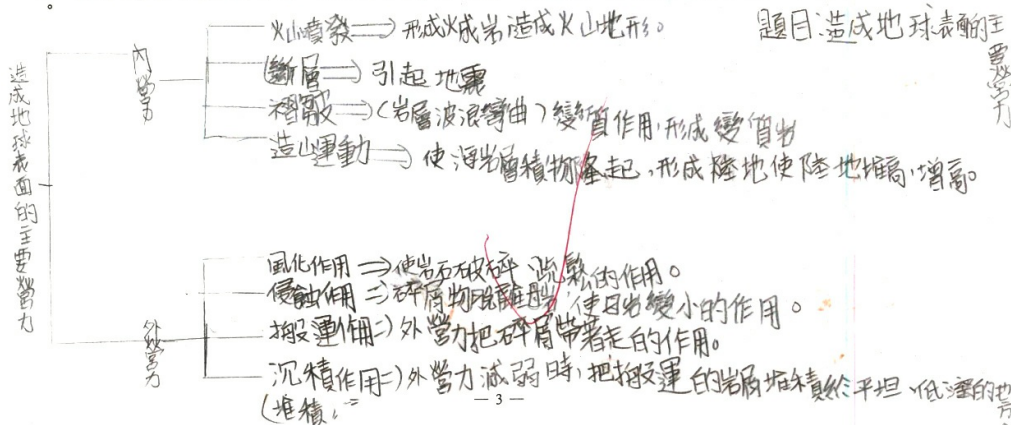 。
火山噴發⇒形成火成岩造成火山地形。
題目:造成地球表面的主要營力
造成地球表面的主要營力
內營力
斷層⇒引起地震
褶皺⇒(岩層波浪彎曲)變質作用,形成變質岩
造山運動⇒使海岩層積物隆起,形成陸地使陸地堆高、增高。
風化作用⇒使岩石破碎、疏鬆的作用。
侵蝕作用=)碎屑物脫離岩,使岩變小的作用。
外營力
搬運作用=)外營力把碎屑帶著走的作用。
沉積作用=)外營力減弱時,把搬運的岩屑堆積於平坦、低窪的地方
(堆積,
— 3 —